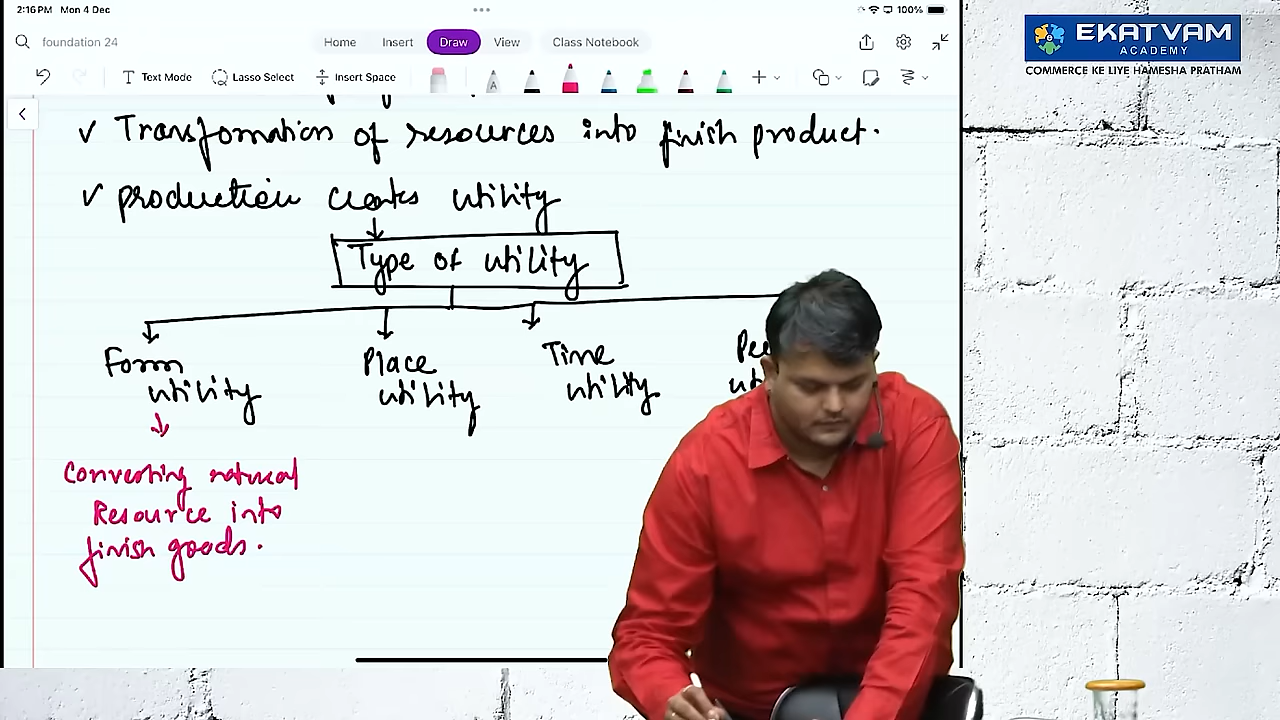 2:16 PM Mon 4 Dec
100%
foundation 24
Home Insert Draw View Class Notebook
Text Mode Lasso Select Insert Space
EKATVAM
ACADEMY
COMMERCE KE LIYE HAMESHA PRATHAM
✓ Transfomation of resources into finish product.
✓ production creates utility
Type of utility
Form utility
Place utility
Time utility
Converting natural
Resource into
finish goods.